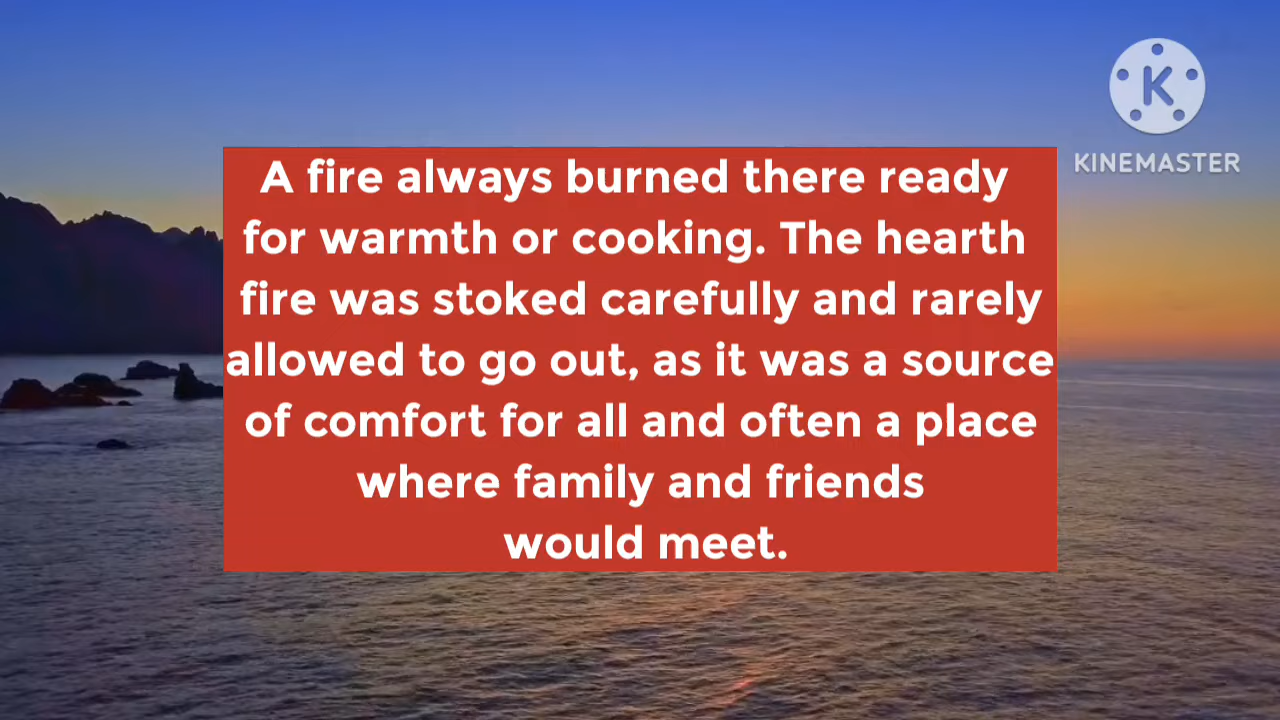 K
KINEMASTER
A fire always burned there ready
for warmth or cooking. The hearth
fire was stoked carefully and rarely
allowed to go out, as it was a source
of comfort for all and often a place
where family and friends
would meet.